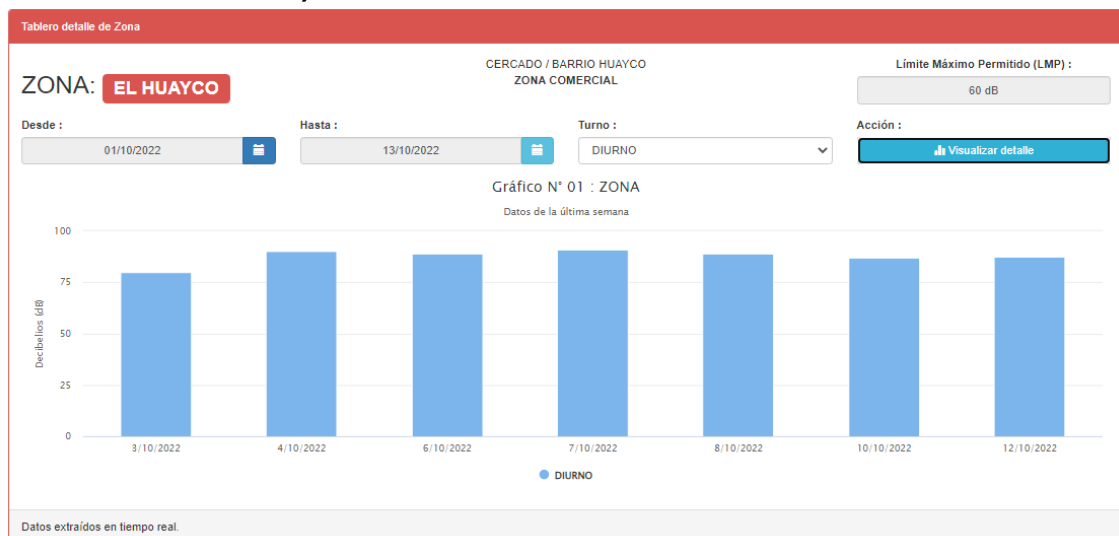 Tablero detalle de Zona
ZONA: EL HUAYCO
CERCADO / BARRIO HUAYCO
ZONA COMERCIAL
Límite Máximo Permitido (LMP) :
60 dB
Desde :
01/10/2022
Hasta :
13/10/2022
Turno :
DIURNO
Acción :
Visualizar detalle
Gráfico N° 01 : ZONA
Datos de la última semana
Decibelios (dB)
100
75
50
25
0
3/10/2022
4/10/2022
6/10/2022
7/10/2022
8/10/2022
10/10/2022
12/10/2022
DIURNO
Datos extraídos en tiempo real.